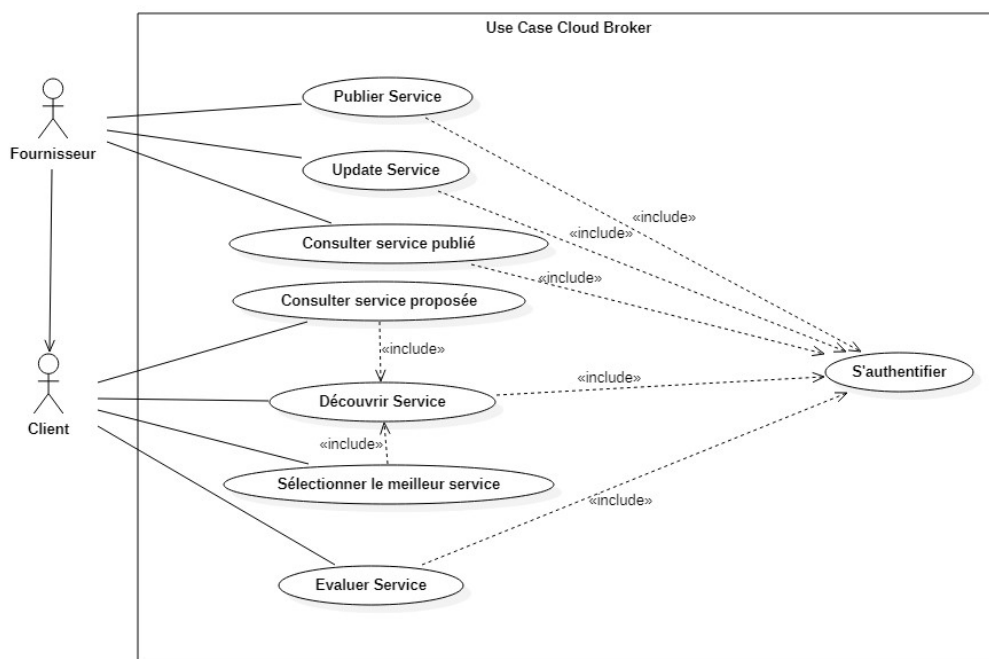 Use Case Cloud Broker
Publier Service
Fournisseur
Update Service
«include»
«include»
Consulter service publié
«include»
Consulter service proposée
«include»
S'authentifier
«include»
Découvrir Service
Client
«include»
Sélectionner le meilleur service
«include»
Evaluer Service